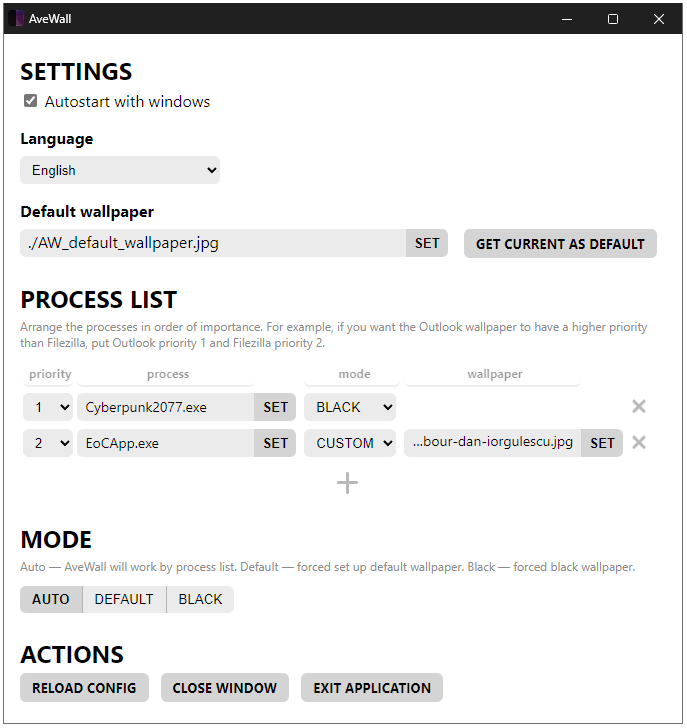 AveWall
SETTINGS
Autostart with windows
Language
English
Default wallpaper
./AW_default_wallpaper.jpg SET GET CURRENT AS DEFAULT
PROCESS LIST
Arrange the processes in order of importance. For example, if you want the Outlook wallpaper to have a higher priority
than Filezilla, put Outlook priority 1 and Filezilla priority 2.
priority process mode wallpaper
1 Cyberpunk2077.exe SET BLACK
2 EoCApp.exe SET CUSTOM ...bour-dan-iorgulescu.jpg SET
MODE
Auto — AveWall will work by process list. Default — forced set up default wallpaper. Black — forced black wallpaper.
AUTO DEFAULT BLACK
ACTIONS
RELOAD CONFIG CLOSE WINDOW EXIT APPLICATION